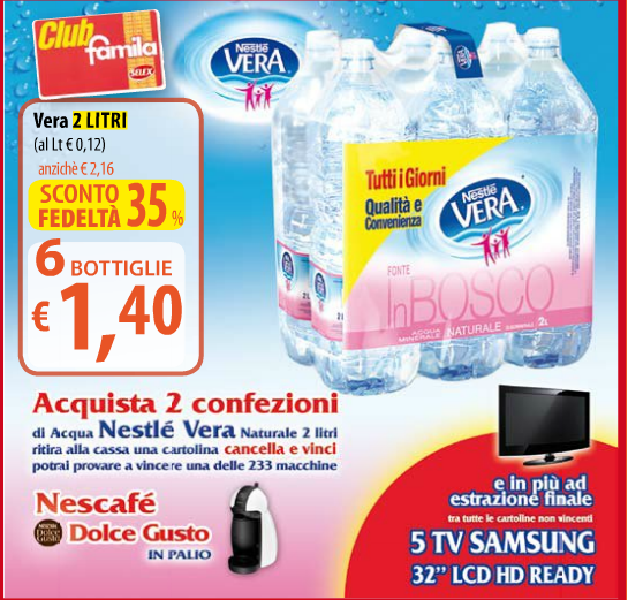 Club
famila
SELEX
Nestlé
VERA
Vera 2 LITRI
(al Lt € 0,12)
anzichè € 2,16
SCONTO
FEDELTÀ 35%
6 BOTTIGLIE
€ 1,40
Tutti i Giorni
Qualità e
Convenienza
Nestlé
VERA
FONTE
InBOSCO
ACQUA
MINERALE NATURALE 2L
Acquista 2 confezioni
di Acqua Nestlé Vera Naturale 2 litri
ritira alla cassa una cartolina cancella e vinci
potrai provare a vincere una delle 233 macchine
Nescafé
NESCAFÉ
Dolce
Gusto
Dolce Gusto
IN PALIO
e in più ad
estrazione finale
tra tutte le cartoline non vincenti
5 TV SAMSUNG
32” LCD HD READY